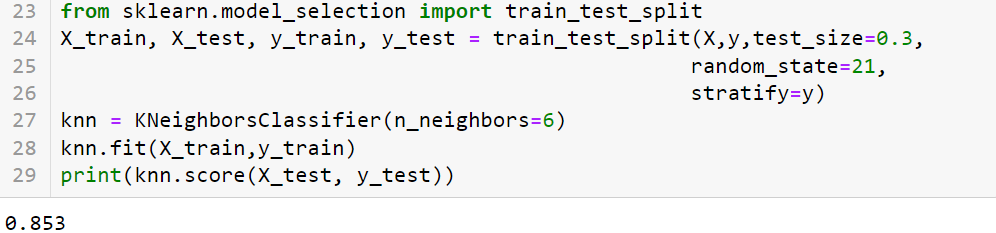 23 from sklearn.model_selection import train_test_split
24 X_train, X_test, y_train, y_test = train_test_split(X,y,test_size=0.3,
25 random_state=21,
26 stratify=y)
27 knn = KNeighborsClassifier(n_neighbors=6)
28 knn.fit(X_train,y_train)
29 print(knn.score(X_test, y_test))
0.853